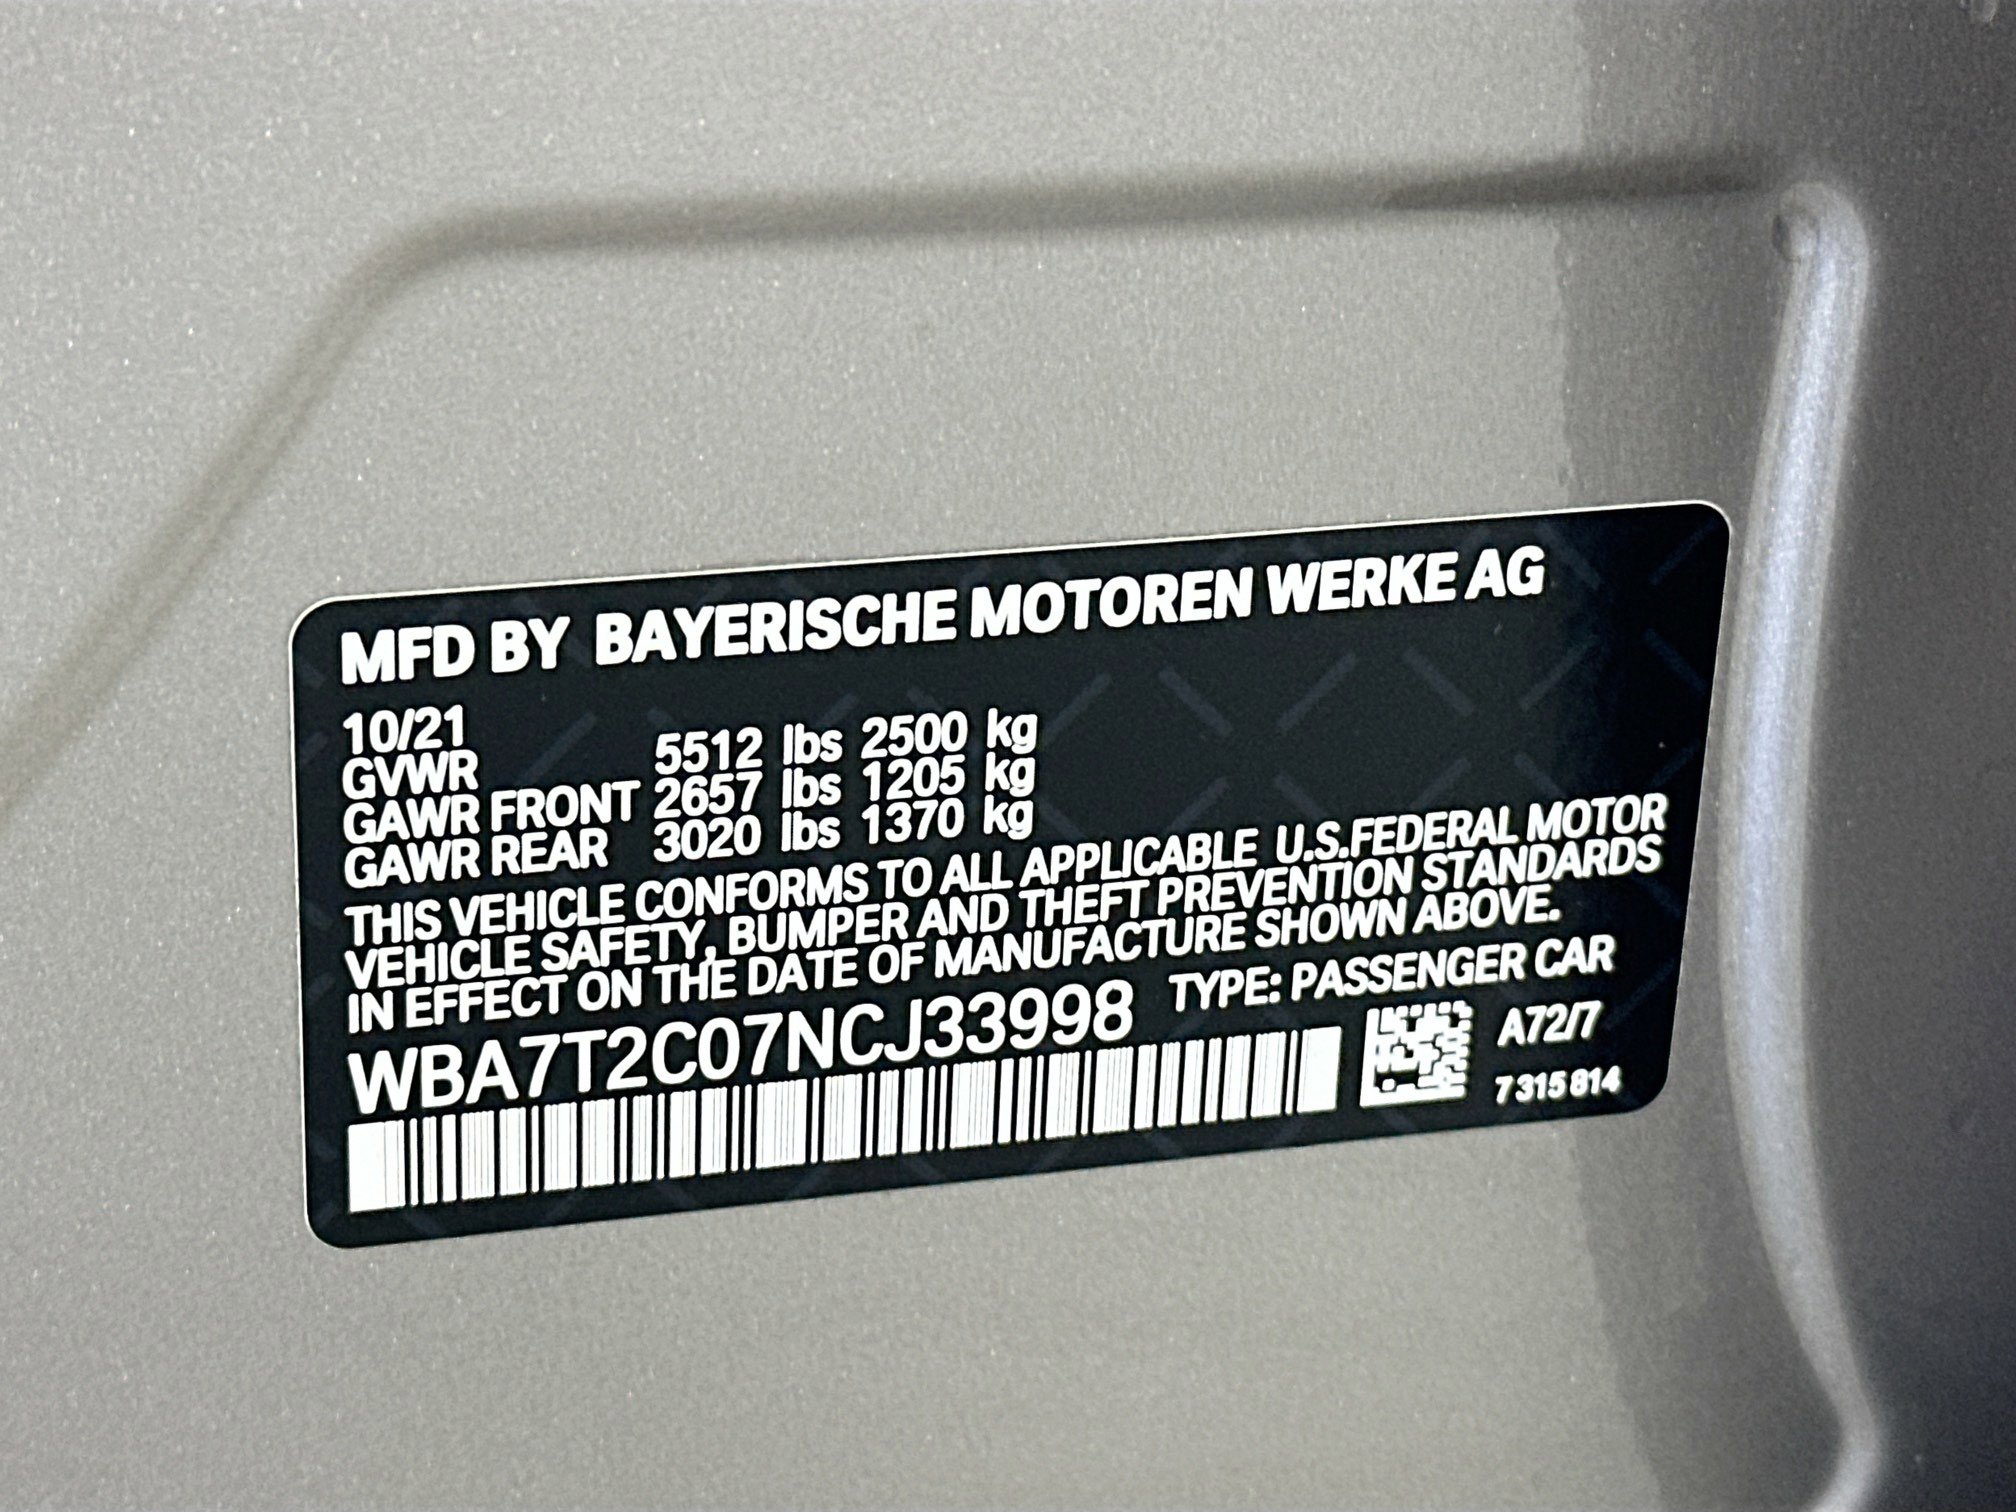 MFD BY BAYERISCHE MOTOREN WERKE AG
10/21
GVWR 5512 lbs 2500 kg
GAWR FRONT 2657 lbs 1205 kg
GAWR REAR 3020 lbs 1370 kg
THIS VEHICLE CONFORMS TO ALL APPLICABLE U.S.FEDERAL MOTOR
VEHICLE SAFETY, BUMPER AND THEFT PREVENTION STANDARDS
IN EFFECT ON THE DATE OF MANUFACTURE SHOWN ABOVE.
WBA7T2C07NCJ33998 TYPE: PASSENGER CAR
A72/7
7 315 814